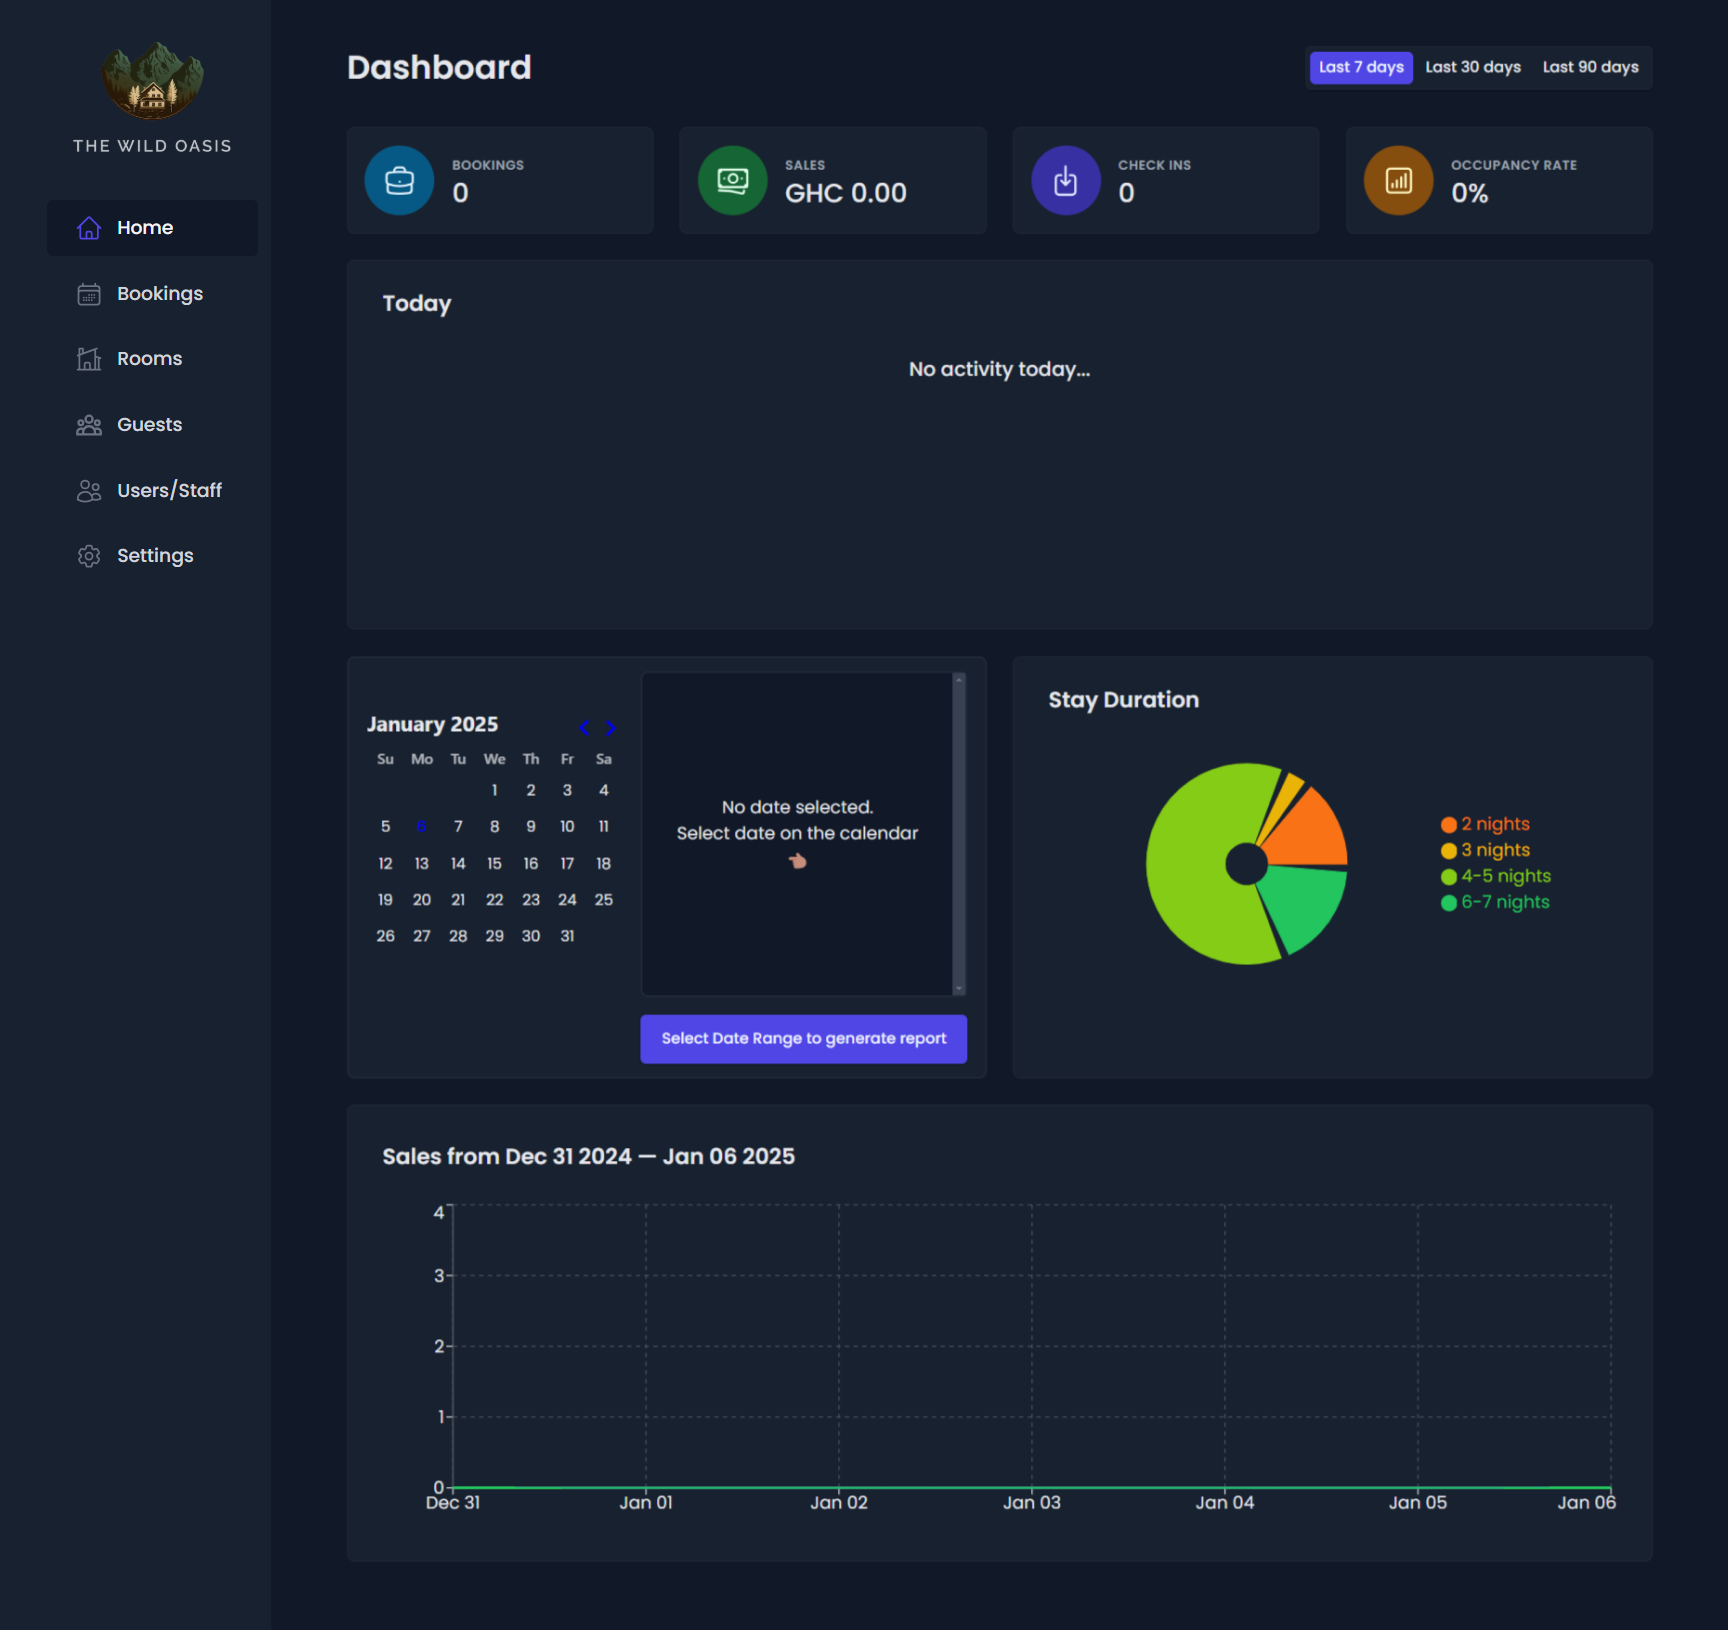 THE WILD OASIS
Home
Bookings
Rooms
Guests
Users/Staff
Settings
Dashboard
Last 7 days Last 30 days Last 90 days
BOOKINGS
0
SALES
GHC 0.00
CHECK INS
0
OCCUPANCY RATE
0%
Today
No activity today...
January 2025
Su Mo Tu We Th Fr Sa
1 2 3 4
5 6 7 8 9 10 11
12 13 14 15 16 17 18
19 20 21 22 23 24 25
26 27 28 29 30 31
No date selected.
Select date on the calendar
Select Date Range to generate report
Stay Duration
2 nights
3 nights
4-5 nights
6-7 nights
Sales from Dec 31 2024 — Jan 06 2025
4
3
2
1
0
Dec 31 Jan 01 Jan 02 Jan 03 Jan 04 Jan 05 Jan 06